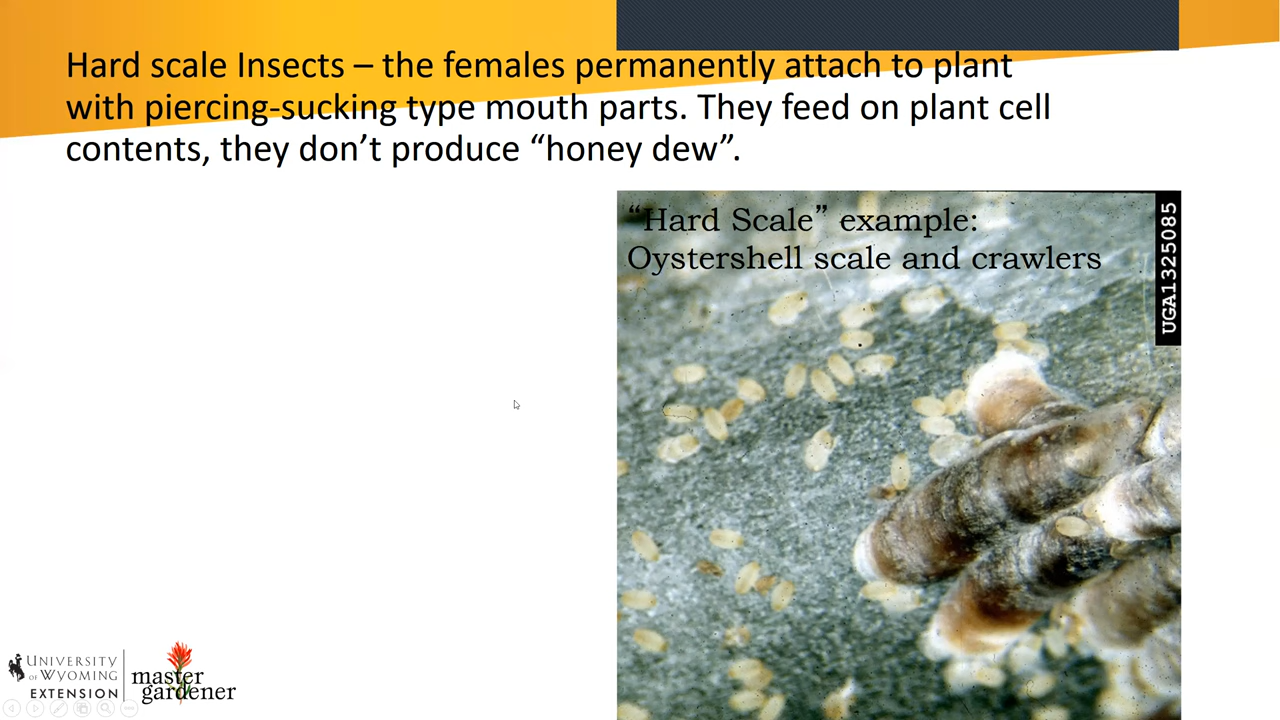 Hard scale Insects – the females permanently attach to plant
with piercing-sucking type mouth parts. They feed on plant cell
contents, they don’t produce “honey dew”.
“Hard Scale” example:
Oystershell scale and crawlers
UGA1325085
UNIVERSITY
OF WYOMING
EXTENSION
master
gardener